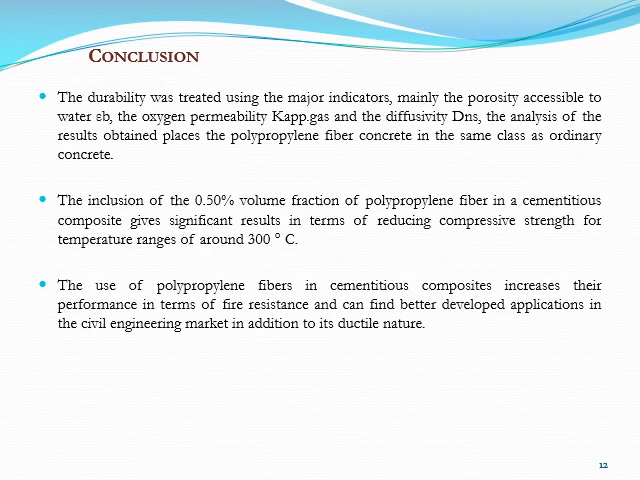 CONCLUSION
The durability was treated using the major indicators, mainly the porosity accessible to
water εb, the oxygen permeability Kapp.gas and the diffusivity Dns, the analysis of the
results obtained places the polypropylene fiber concrete in the same class as ordinary
concrete.
The inclusion of the 0.50% volume fraction of polypropylene fiber in a cementitious
composite gives significant results in terms of reducing compressive strength for
temperature ranges of around 300 ° C.
The use of polypropylene fibers in cementitious composites increases their
performance in terms of fire resistance and can find better developed applications in
the civil engineering market in addition to its ductile nature.
12